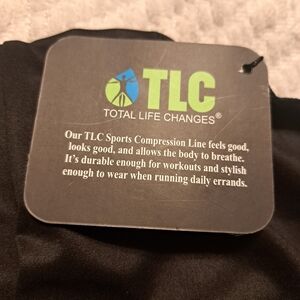 TLC
TOTAL LIFE CHANGES®
Our TLC Sports Compression Line feels good,
looks good, and allows the body to breathe.
It's durable enough for workouts and stylish
enough to wear when running daily errands.